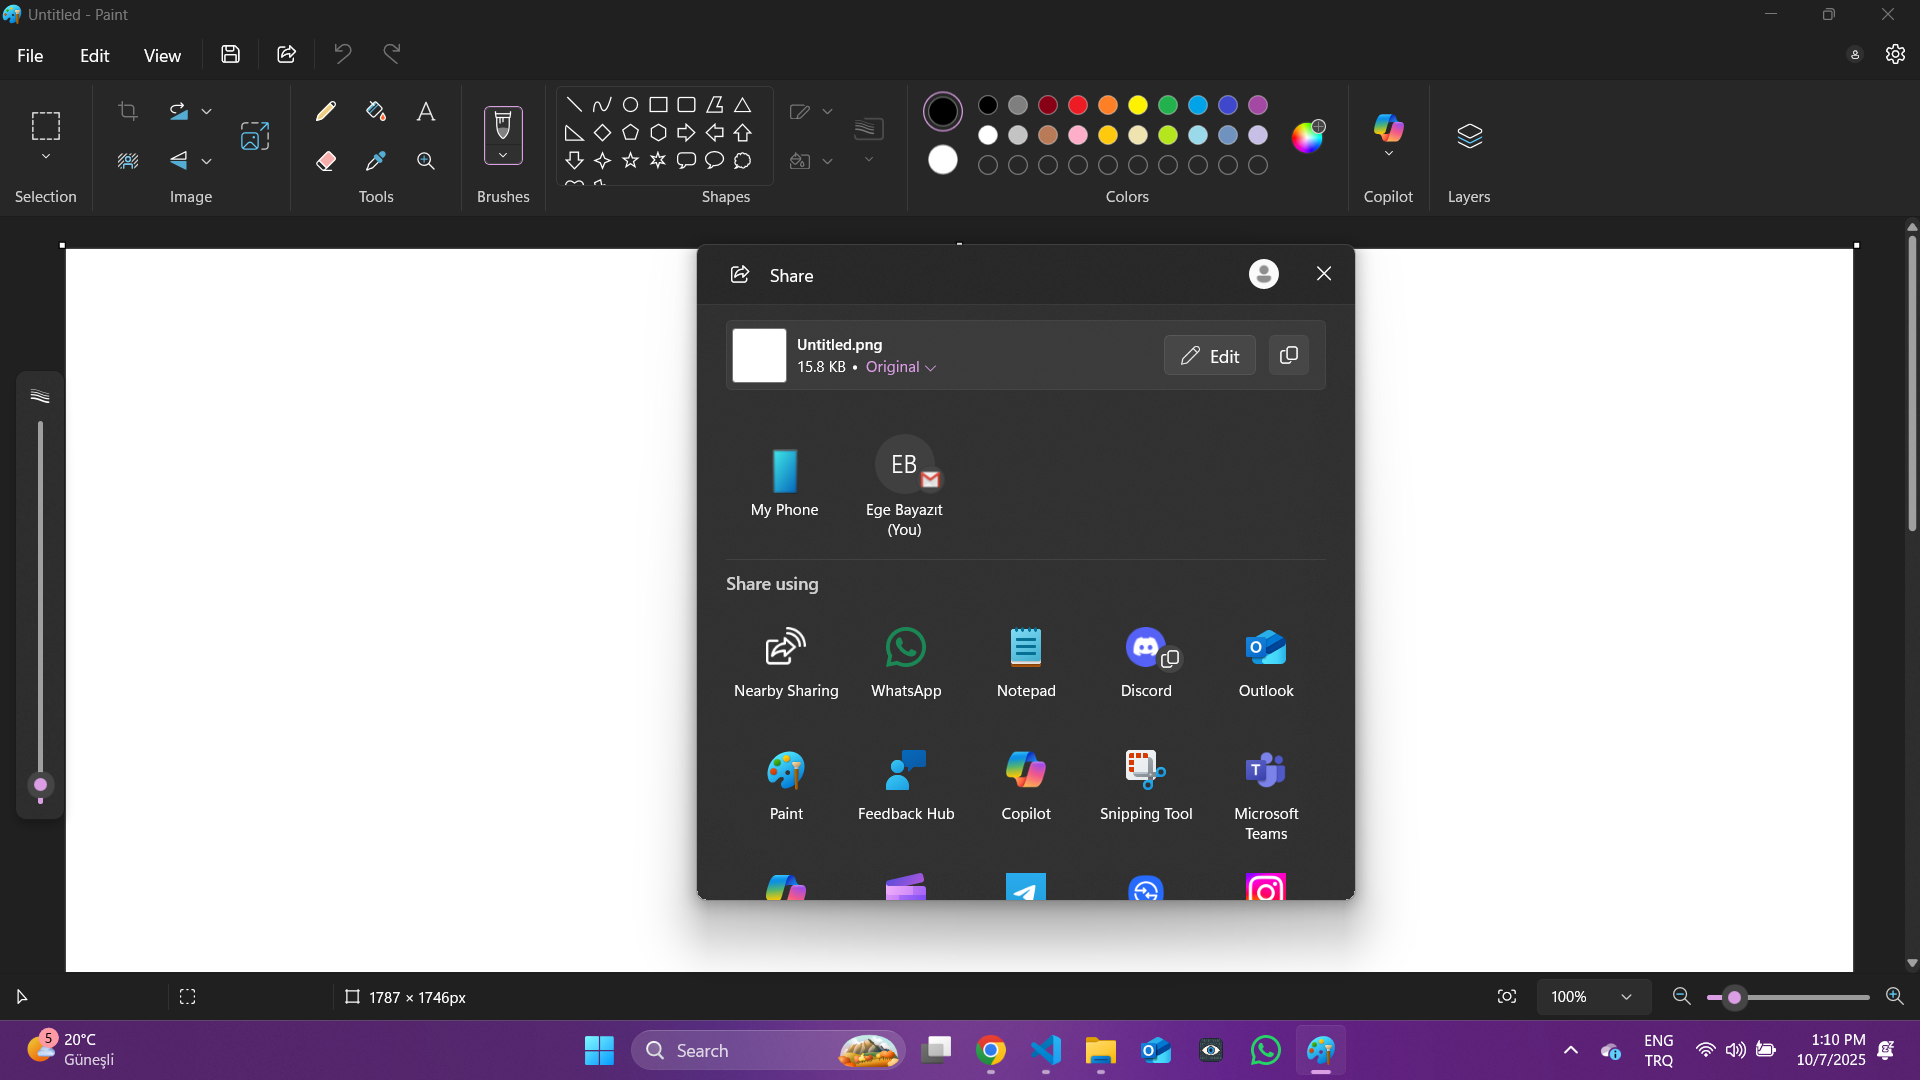 Untitled - Paint
File Edit View
Selection Image Tools Brushes Shapes Colors Copilot Layers
Share
Untitled.png
15.8 KB • Original
Edit
EB
My Phone
Ege Bayazıt
(You)
Share using
Nearby Sharing WhatsApp Notepad Discord Outlook
Paint Feedback Hub Copilot Snipping Tool Microsoft
Teams
1787 × 1746px
100%
5
20°C
Güneşli
Search
ENG
TRQ
1:10 PM
10/7/2025